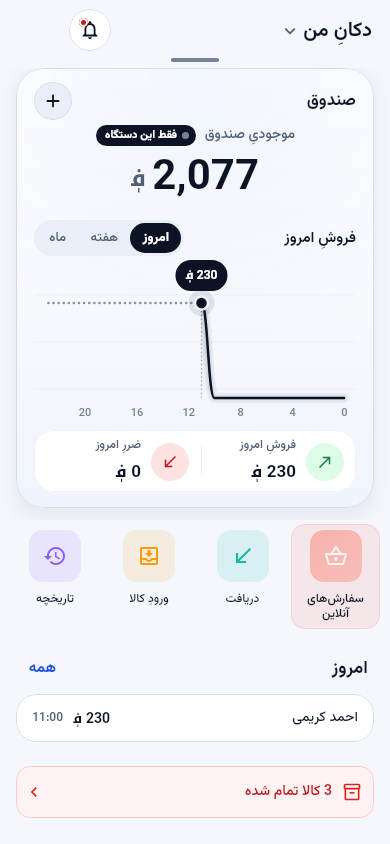 دکانِ من
صندوق
موجودیِ صندوق
فقط این دستگاه
2,077 ؋
فروشِ امروز
امروز
هفته
ماه
230 ؋
0 4 8 12 16 20
فروشِ امروز
230 ؋
ضررِ امروز
0 ؋
سفارش‌های
آنلاین
دریافت
ورودِ کالا
تاریخچه
امروز
همه
احمد کریمی
230 ؋
11:00
3 کالا تمام شده